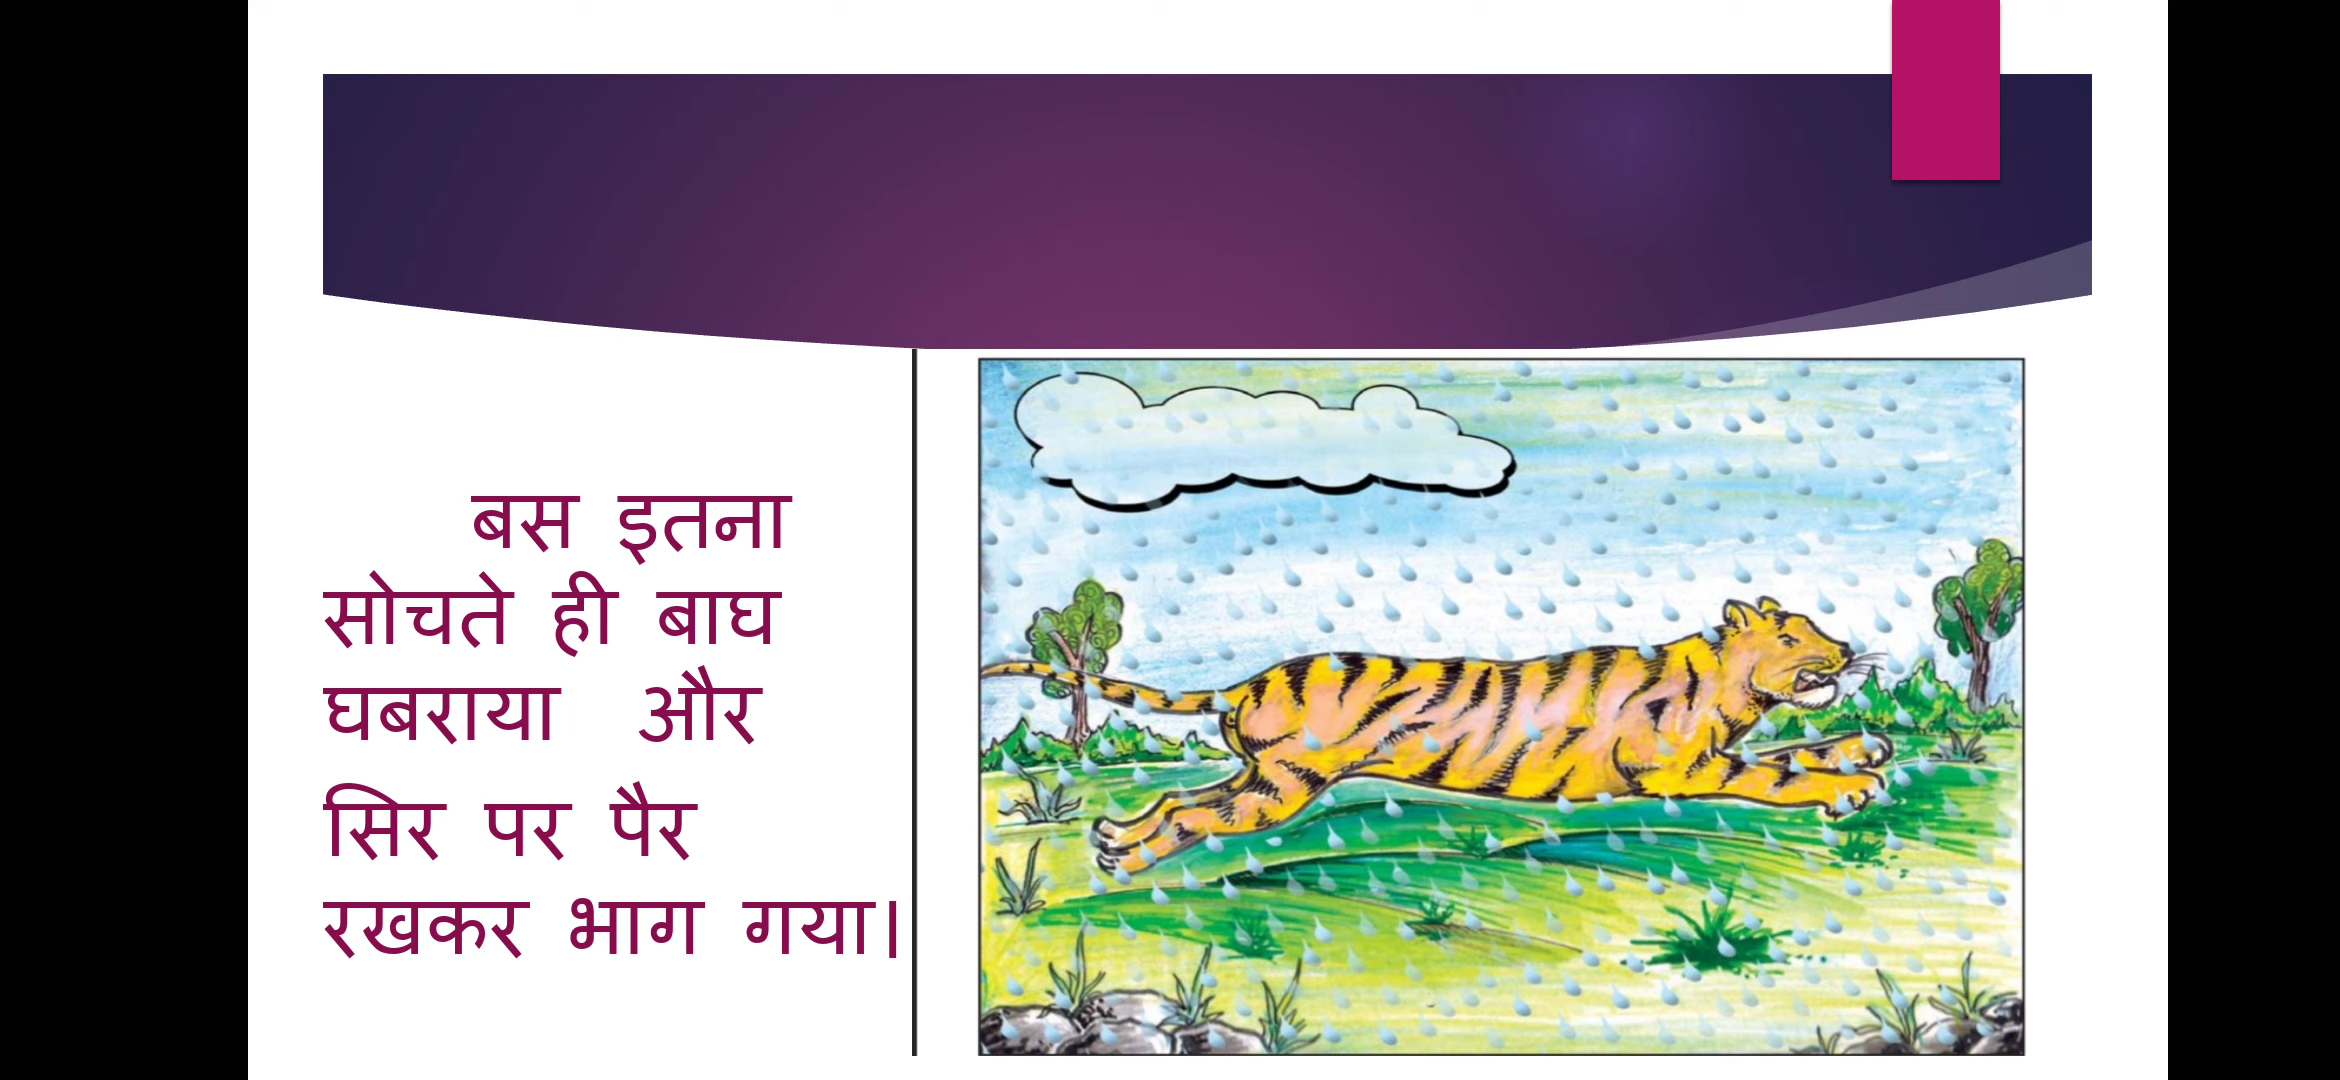 बस इतना
सोचते ही बाघ
घबराया और
सिर पर पैर
रखकर भाग गया।